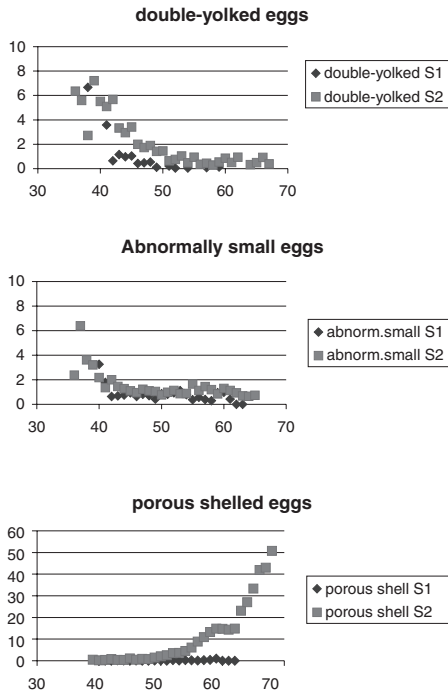 double-yolked eggs
10
8
6
4
2
0
30 40 50 60 70
double-yolked S1
double-yolked S2
Abnormally small eggs
10
8
6
4
2
0
30 40 50 60 70
abnorm.small S1
abnorm.small S2
porous shelled eggs
60
50
40
30
20
10
0
30 40 50 60 70
porous shell S1
porous shell S2